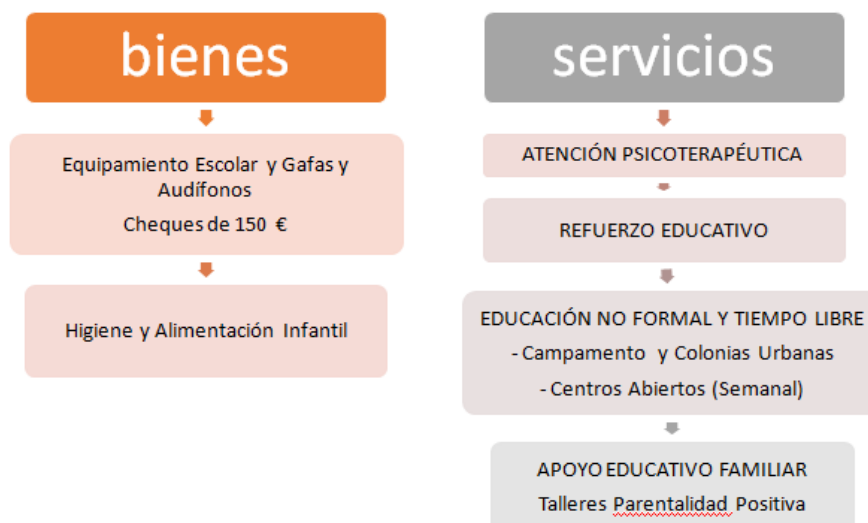 bienes
Equipamiento Escolar y Gafas y
Audífonos
Cheques de 150 €
Higiene y Alimentación Infantil
servicios
ATENCIÓN PSICOTERAPÉUTICA
REFUERZO EDUCATIVO
EDUCACIÓN NO FORMAL Y TIEMPO LIBRE
- Campamento y Colonias Urbanas
- Centros Abiertos (Semanal)
APOYO EDUCATIVO FAMILIAR
Talleres Parentalidad Positiva